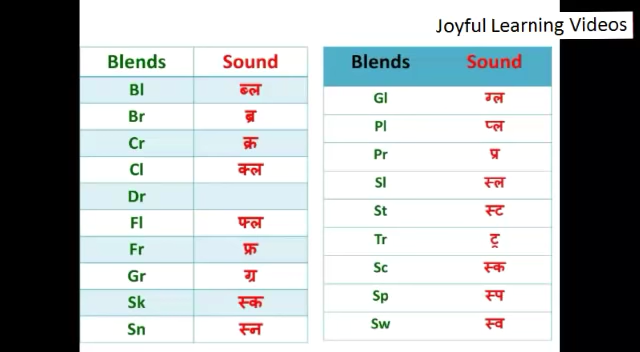 Joyful Learning Videos
Blends Sound
Bl ब्ल
Br ब्र
Cr क्र
Cl क्ल
Dr
Fl फ्ल
Fr फ्र
Gr ग्र
Sk स्क
Sn स्न
Blends Sound
Gl ग्ल
Pl प्ल
Pr प्र
Sl स्ल
St स्ट
Tr ट्र
Sc स्क
Sp स्प
Sw स्व